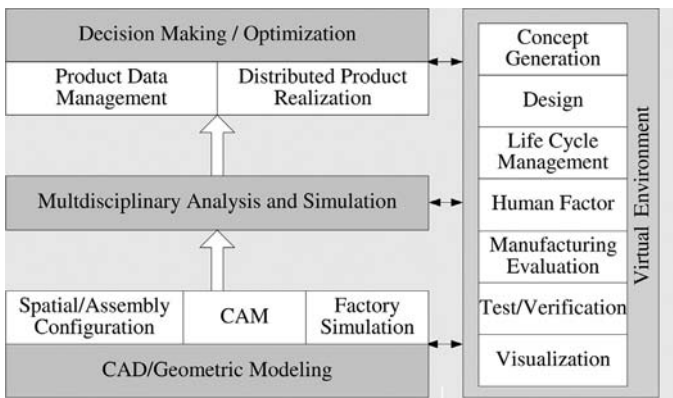 Decision Making / Optimization
Product Data
Management
Distributed Product
Realization
Multdisciplinary Analysis and Simulation
Spatial/Assembly
Configuration
CAM
Factory
Simulation
CAD/Geometric Modeling
Concept
Generation
Design
Life Cycle
Management
Human Factor
Manufacturing
Evaluation
Test/Verification
Visualization
Virtual Environment